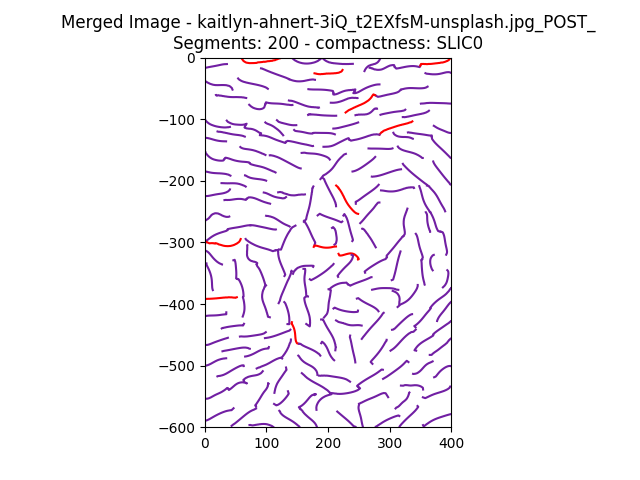 Merged Image - kaitlyn-ahnert-3iQ_t2EXfsM-unsplash.jpg_POST_
Segments: 200 - compactness: SLIC0
0
−100
−200
−300
−400
−500
−600
0 100 200 300 400